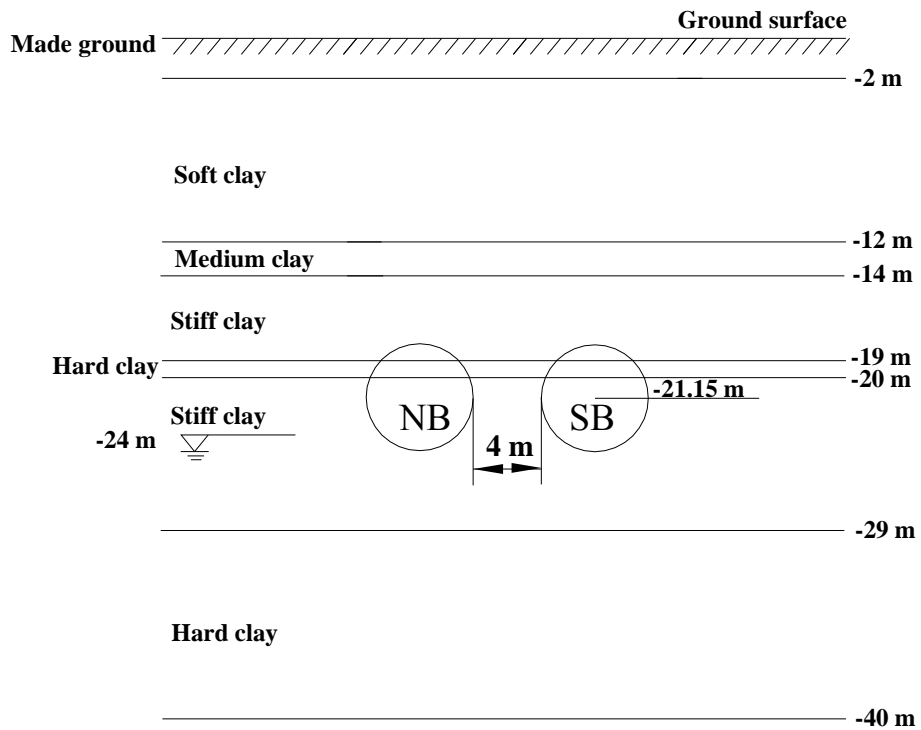 Ground surface
Made ground
-2 m
Soft clay
-12 m
Medium clay
-14 m
Stiff clay
-19 m
Hard clay
-20 m
-21.15 m
Stiff clay
NB
SB
-24 m
4 m
-29 m
Hard clay
-40 m